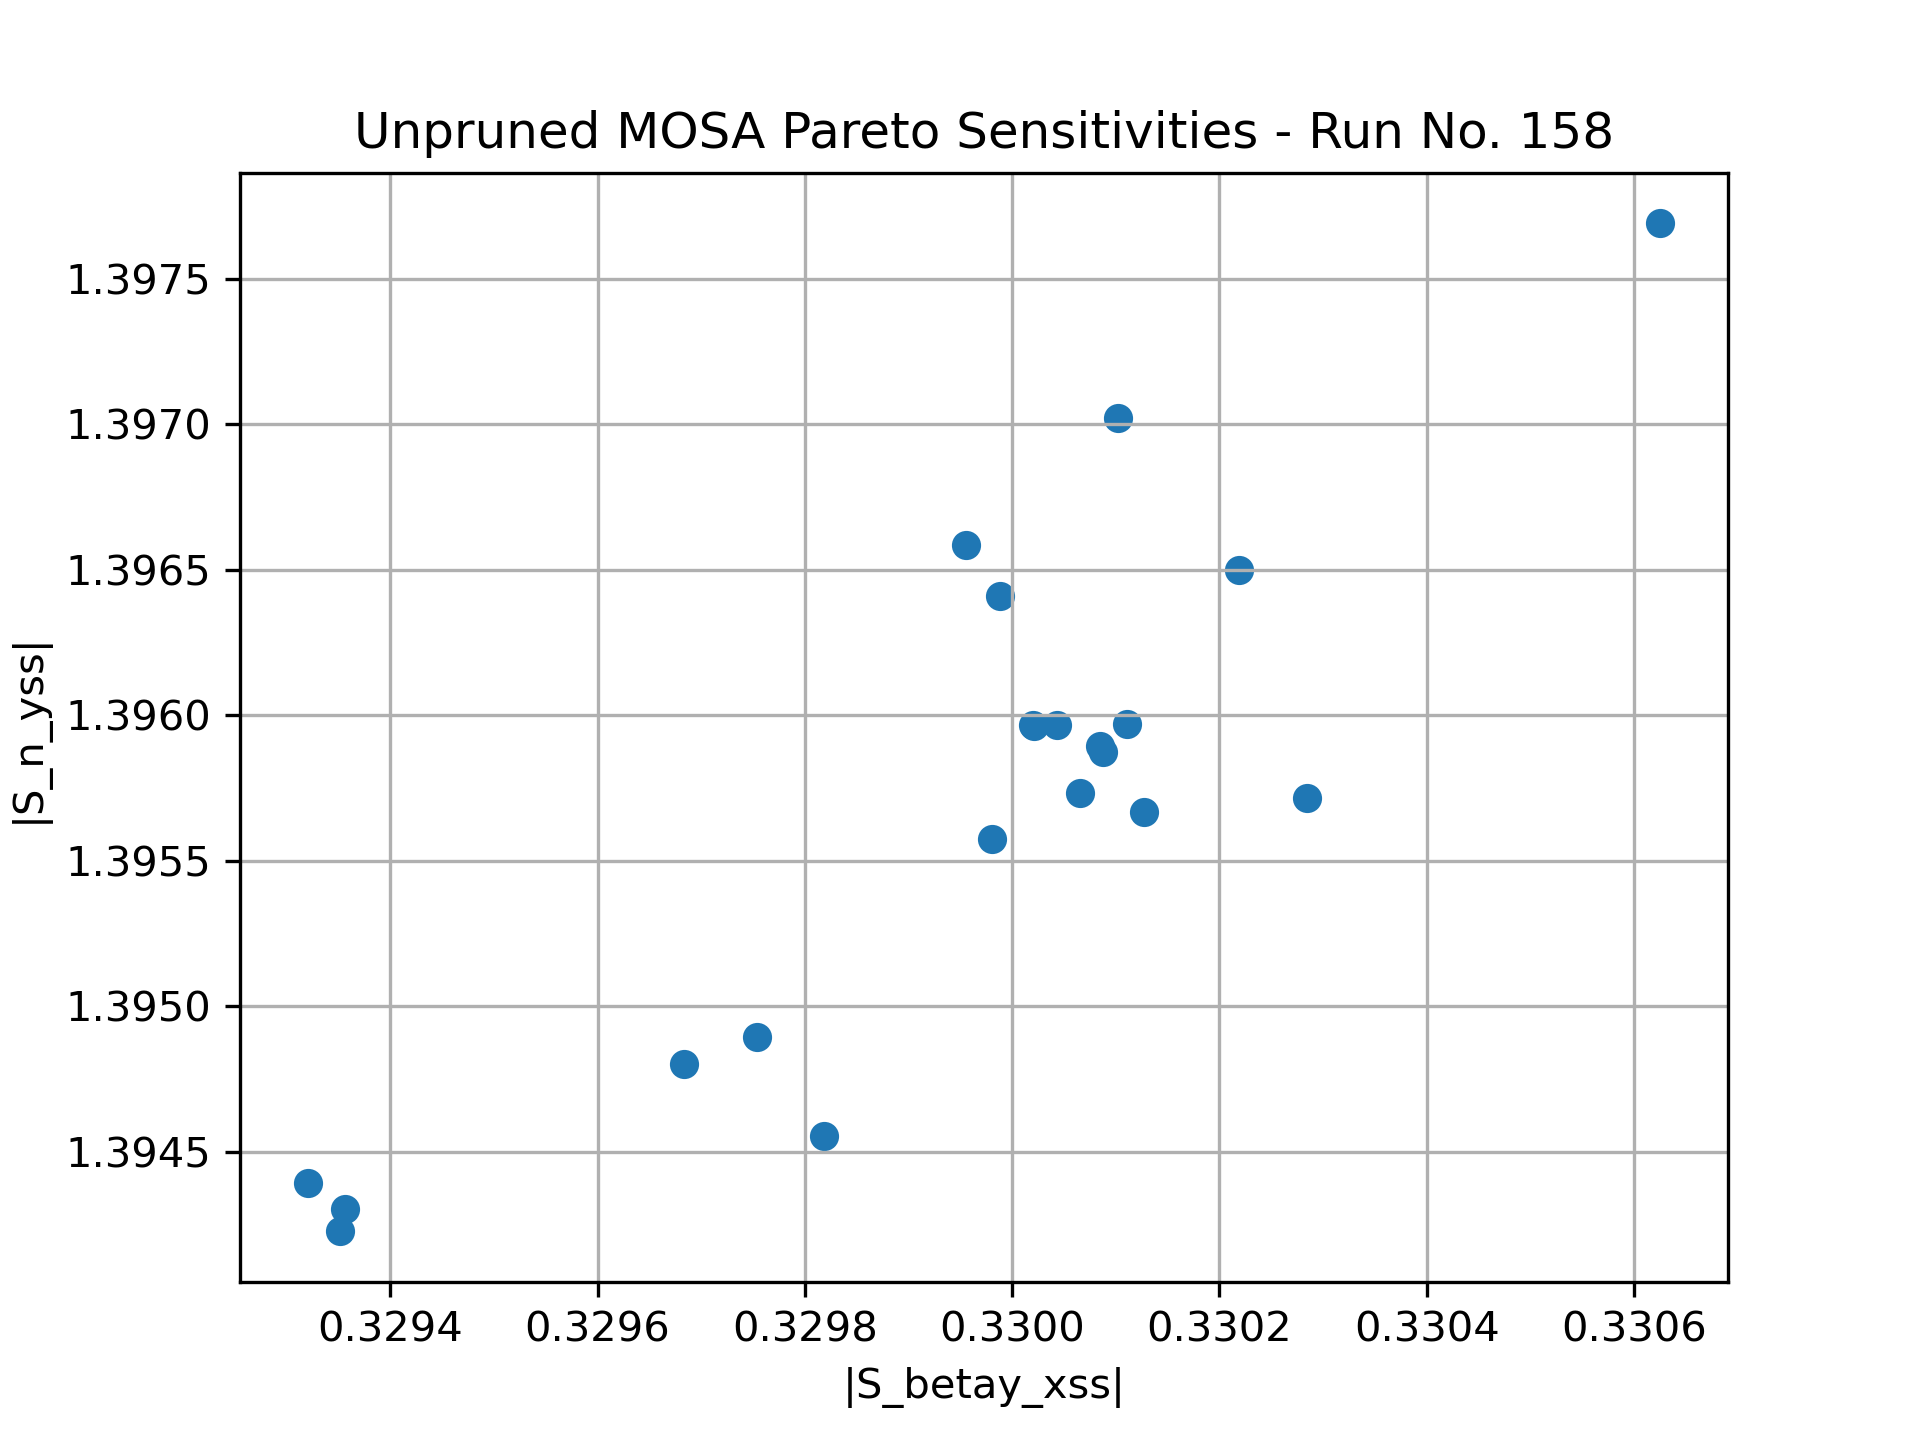 Unpruned MOSA Pareto Sensitivities - Run No. 158
1.3975
1.3970
1.3965
1.3960
1.3955
1.3950
1.3945
|S_n_yss|
0.3294 0.3296 0.3298 0.3300 0.3302 0.3304 0.3306
|S_betay_xss|